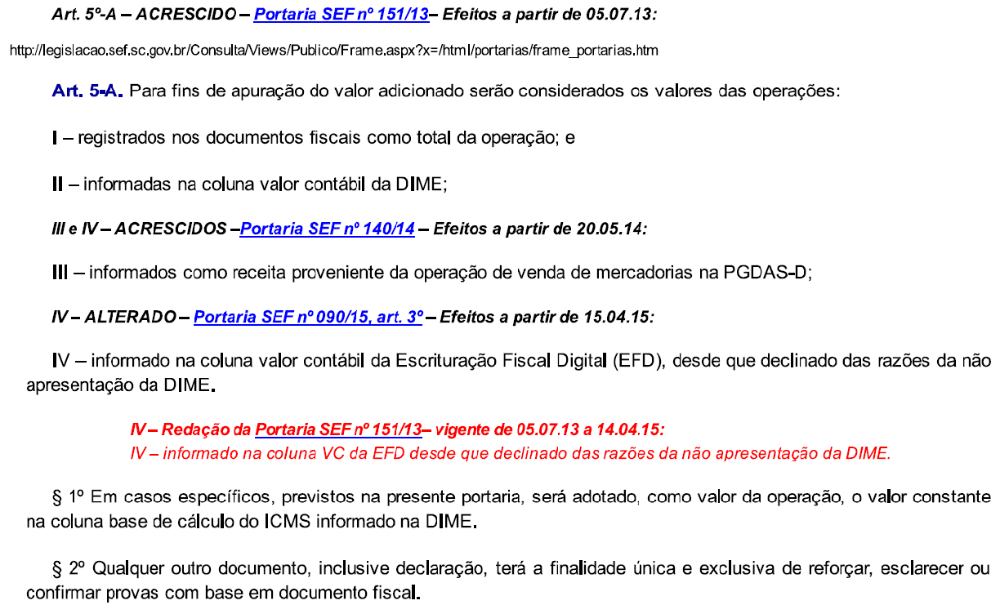 Art. 5º-A – ACRESCIDO – Portaria SEF nº 151/13– Efeitos a partir de 05.07.13:
http://legislacao.sef.sc.gov.br/Consulta/Views/Publico/Frame.aspx?x=/html/portarias/frame_portarias.htm
Art. 5-A. Para fins de apuração do valor adicionado serão considerados os valores das operações:
I – registrados nos documentos fiscais como total da operação; e
II – informadas na coluna valor contábil da DIME;
III e IV – ACRESCIDOS –Portaria SEF nº 140/14 – Efeitos a partir de 20.05.14:
III – informados como receita proveniente da operação de venda de mercadorias na PGDAS-D;
IV – ALTERADO – Portaria SEF nº 090/15, art. 3º – Efeitos a partir de 15.04.15:
IV – informado na coluna valor contábil da Escrituração Fiscal Digital (EFD), desde que declinado das razões da não
apresentação da DIME.
IV – Redação da Portaria SEF nº 151/13– vigente de 05.07.13 a 14.04.15:
IV – informado na coluna VC da EFD desde que declinado das razões da não apresentação da DIME.
§ 1º Em casos específicos, previstos na presente portaria, será adotado, como valor da operação, o valor constante
na coluna base de cálculo do ICMS informado na DIME.
§ 2º Qualquer outro documento, inclusive declaração, terá a finalidade única e exclusiva de reforçar, esclarecer ou
confirmar provas com base em documento fiscal.